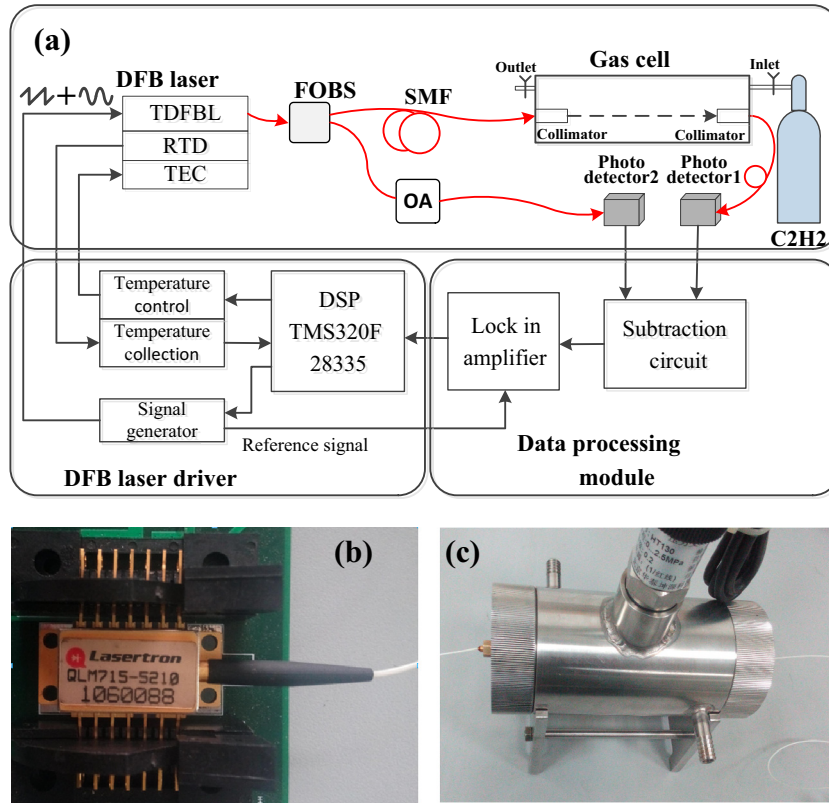 (a)
DFB laser
TDFBL
RTD
TEC
FOBS
SMF
Outlet
Gas cell
Inlet
Collimator
Collimator
OA
Photo
detector2
Photo
detector1
C2H2
Temperature
control
Temperature
collection
Signal
generator
DSP
TMS320F
28335
Reference signal
DFB laser driver
Lock in
amplifier
Subtraction
circuit
Data processing
module
(b)
Lasertron
QLM715-5210
1060088
(c)
HT130